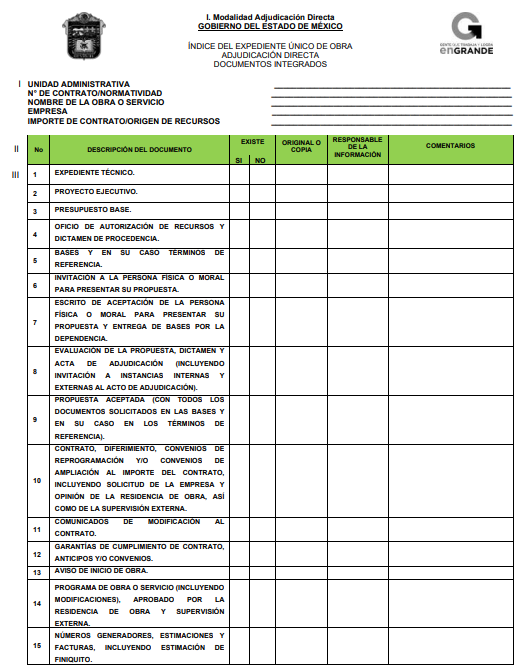 I. Modalidad Adjudicación Directa
GOBIERNO DEL ESTADO DE MÉXICO
ÍNDICE DEL EXPEDIENTE ÚNICO DE OBRA
ADJUDICACIÓN DIRECTA
DOCUMENTOS INTEGRADOS
GENTE QUE TRABAJA Y LOGRA
enGRANDE
I UNIDAD ADMINISTRATIVA
N° DE CONTRATO/NORMATIVIDAD
NOMBRE DE LA OBRA O SERVICIO
EMPRESA
IMPORTE DE CONTRATO/ORIGEN DE RECURSOS
II No DESCRIPCIÓN DEL DOCUMENTO EXISTE SI NO ORIGINAL O COPIA RESPONSABLE DE LA INFORMACIÓN COMENTARIOS
III 1 EXPEDIENTE TÉCNICO.
2 PROYECTO EJECUTIVO.
3 PRESUPUESTO BASE.
4 OFICIO DE AUTORIZACIÓN DE RECURSOS Y
DICTAMEN DE PROCEDENCIA.
5 BASES Y EN SU CASO TÉRMINOS DE
REFERENCIA.
6 INVITACIÓN A LA PERSONA FÍSICA O MORAL
PARA PRESENTAR SU PROPUESTA.
7 ESCRITO DE ACEPTACIÓN DE LA PERSONA
FÍSICA O MORAL PARA PRESENTAR SU
PROPUESTA Y ENTREGA DE BASES POR LA
DEPENDENCIA.
8 EVALUACIÓN DE LA PROPUESTA, DICTAMEN Y
ACTA DE ADJUDICACIÓN (INCLUYENDO
INVITACIÓN A INSTANCIAS INTERNAS Y
EXTERNAS AL ACTO DE ADJUDICACIÓN).
9 PROPUESTA ACEPTADA (CON TODOS LOS
DOCUMENTOS SOLICITADOS EN LAS BASES Y
EN SU CASO EN LOS TÉRMINOS DE
REFERENCIA).
10 CONTRATO, DIFERIMIENTO, CONVENIOS DE
REPROGRAMACIÓN Y/O CONVENIOS DE
AMPLIACIÓN AL IMPORTE DEL CONTRATO,
INCLUYENDO SOLICITUD DE LA EMPRESA Y
OPINIÓN DE LA RESIDENCIA DE OBRA, ASÍ
COMO DE LA SUPERVISIÓN EXTERNA.
11 COMUNICADOS DE MODIFICACIÓN AL
CONTRATO.
12 GARANTÍAS DE CUMPLIMIENTO DE CONTRATO,
ANTICIPOS Y/O CONVENIOS.
13 AVISO DE INICIO DE OBRA.
14 PROGRAMA DE OBRA O SERVICIO (INCLUYENDO
MODIFICACIONES), APROBADO POR LA
RESIDENCIA DE OBRA Y SUPERVISIÓN
EXTERNA.
15 NÚMEROS GENERADORES, ESTIMACIONES Y
FACTURAS, INCLUYENDO ESTIMACIÓN DE
FINIQUITO.